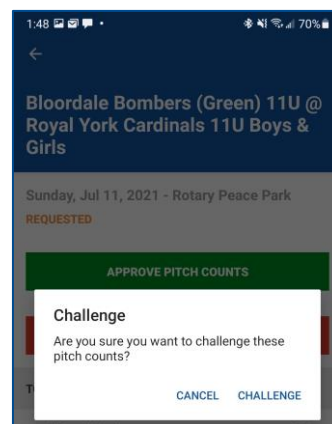 1:48 70%
Bloordale Bombers (Green) 11U @
Royal York Cardinals 11U Boys &
Girls
Sunday, Jul 11, 2021 - Rotary Peace Park
REQUESTED
APPROVE PITCH COUNTS
Challenge
Are you sure you want to challenge these
pitch counts?
CANCEL CHALLENGE